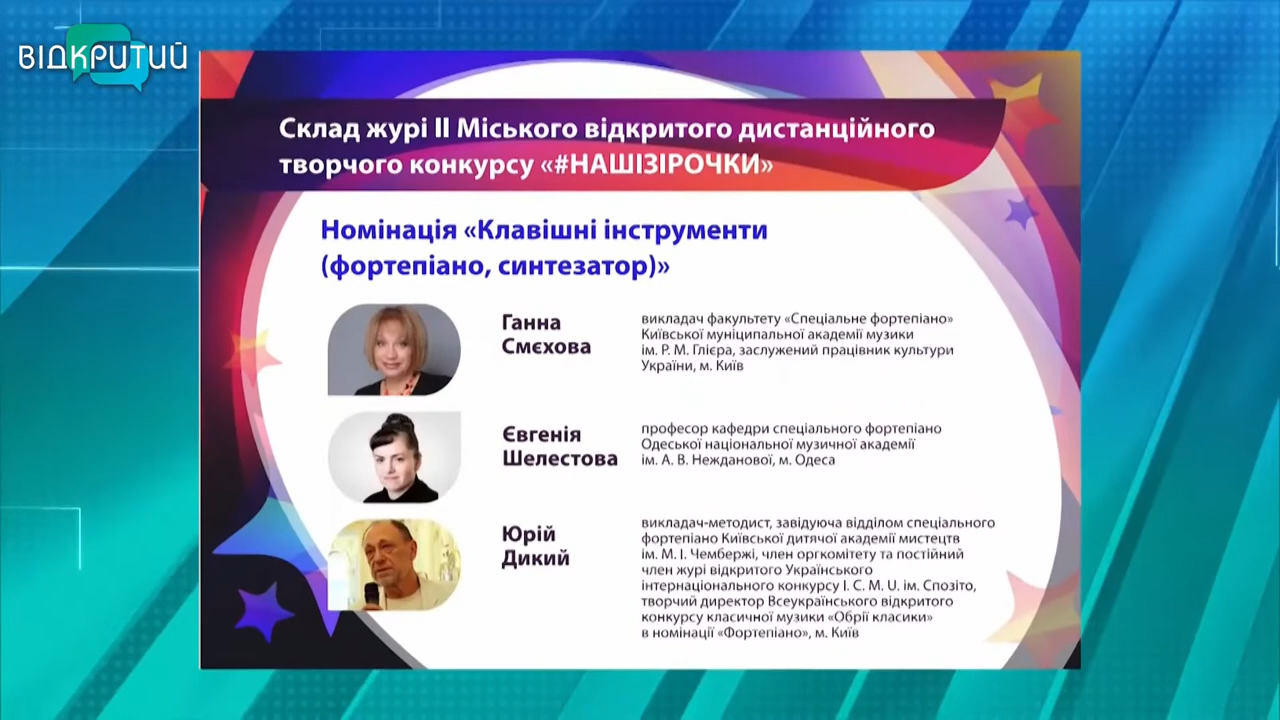 ВІДКРИТИЙ
Склад журі ІІ Міського відкритого дистанційного
творчого конкурсу «#НАШІЗІРОЧКИ»
Номінація «Клавішні інструменти
(фортепіано, синтезатор)»
Ганна
Смєхова
викладач факультету «Спеціальне фортепіано»
Київської муніципальної академії музики
ім. Р. М. Глієра, заслужений працівник культури
України, м. Київ
Євгенія
Шелестова
професор кафедри спеціального фортепіано
Одеської національної музичної академії
ім. А. В. Нежданової, м. Одеса
Юрій
Дикий
викладач-методист, завідуюча відділом спеціального
фортепіано Київської дитячої академії мистецтв
ім. М. І. Чембержі, член оргкомітету та постійний
член журі відкритого Українського
інтернаціонального конкурсу I. C. M. U. ім. Спозіто,
творчий директор Всеукраїнського відкритого
конкурсу класичної музики «Обрії класики»
в номінації «Фортепіано», м. Київ